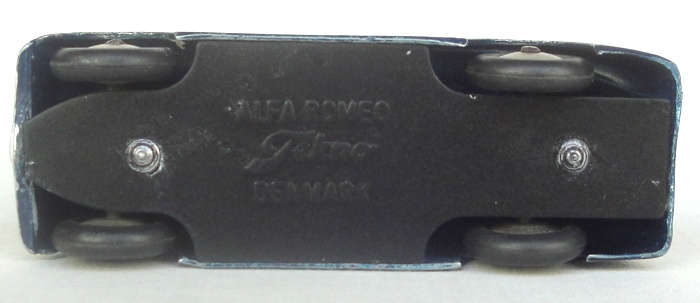 ALFA ROMEO
Tekno
DENMARK